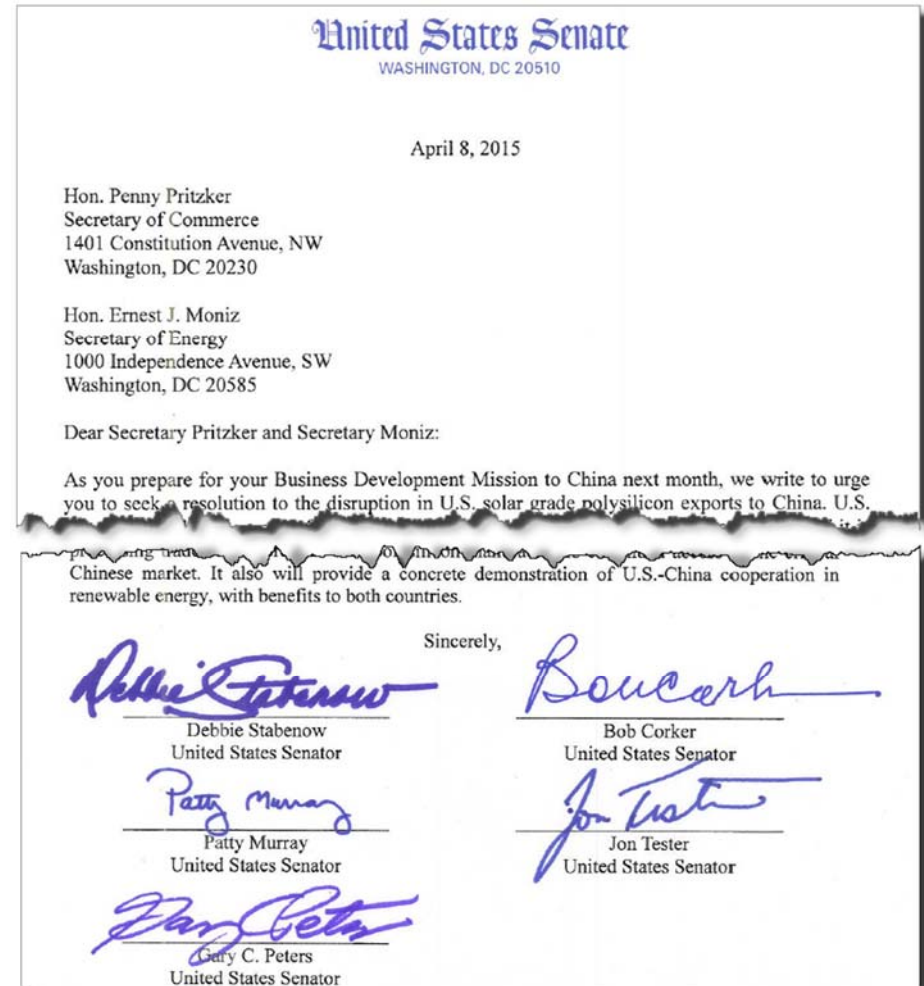 United States Senate
WASHINGTON, DC 20510
April 8, 2015
Hon. Penny Pritzker
Secretary of Commerce
1401 Constitution Avenue, NW
Washington, DC 20230
Hon. Ernest J. Moniz
Secretary of Energy
1000 Independence Avenue, SW
Washington, DC 20585
Dear Secretary Pritzker and Secretary Moniz:
As you prepare for your Business Development Mission to China next month, we write to urge
you to seek a resolution to the disruption in U.S. solar grade polysilicon exports to China. U.S.
Chinese market. It also will provide a concrete demonstration of U.S.-China cooperation in
renewable energy, with benefits to both countries.
Sincerely,
Debbie Stabenow
Debbie Stabenow
United States Senator
Bob Corker
United States Senator
Patty Murray
Patty Murray
United States Senator
Jon Tester
Jon Tester
United States Senator
Gary Peters
Gary C. Peters
United States Senator